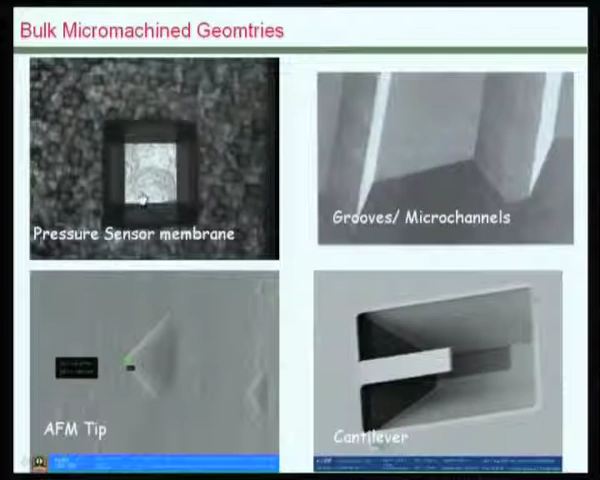 Bulk Micromachined Geomtries
Pressure Sensor membrane
Grooves/ Microchannels
AFM Tip
Cantilever